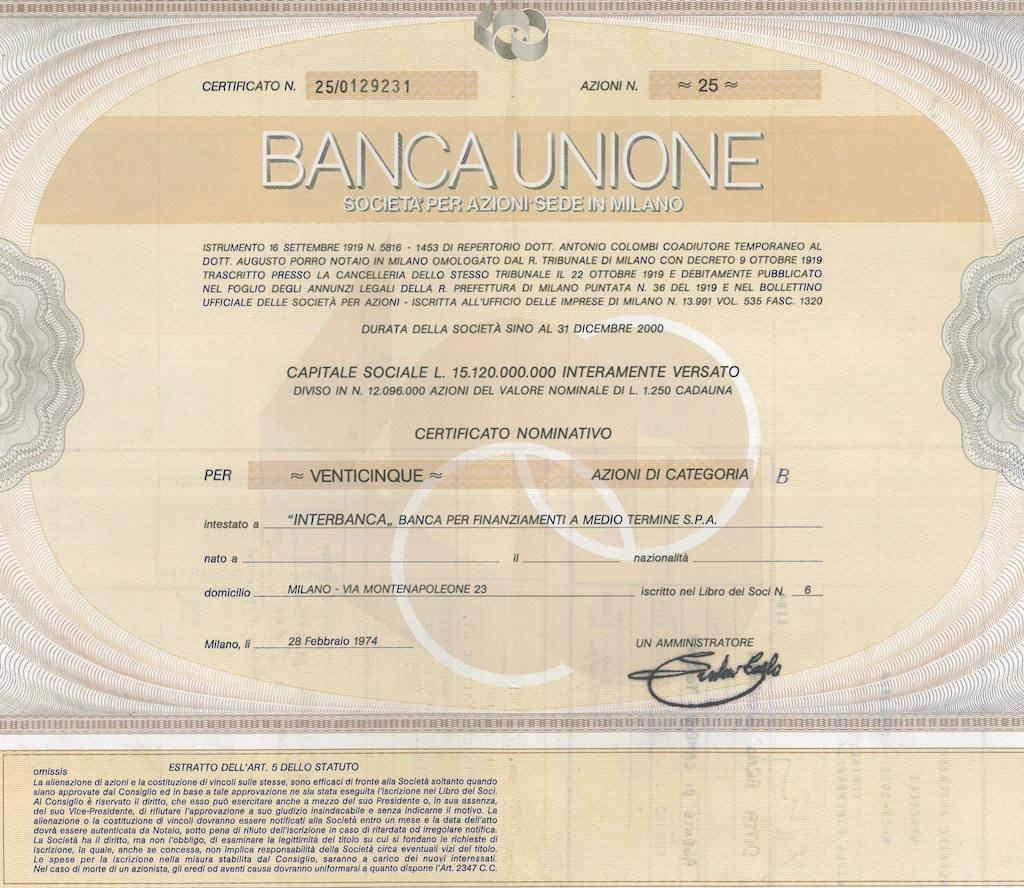 CERTIFICATO N. 25/0129231 AZIONI N. ≈ 25 ≈
BANCA UNIONE
SOCIETÀ PER AZIONI-SEDE IN MILANO
ISTRUMENTO 16 SETTEMBRE 1919 N. 5816 - 1453 DI REPERTORIO DOTT. ANTONIO COLOMBI COADIUTORE TEMPORANEO AL
DOTT. AUGUSTO PORRO NOTAIO IN MILANO OMOLOGATO DAL R. TRIBUNALE DI MILANO CON DECRETO 9 OTTOBRE 1919
TRASCRITTO PRESSO LA CANCELLERIA DELLO STESSO TRIBUNALE IL 22 OTTOBRE 1919 E DEBITAMENTE PUBBLICATO
NEL FOGLIO DEGLI ANNUNZI LEGALI DELLA R. PREFETTURA DI MILANO PUNTATA N. 36 DEL 1919 E NEL BOLLETTINO
UFFICIALE DELLE SOCIETÀ PER AZIONI - ISCRITTA ALL'UFFICIO DELLE IMPRESE DI MILANO N. 13.991 VOL. 535 FASC. 1320
DURATA DELLA SOCIETÀ SINO AL 31 DICEMBRE 2000
CAPITALE SOCIALE L. 15.120.000.000 INTERAMENTE VERSATO
DIVISO IN N. 12.096.000 AZIONI DEL VALORE NOMINALE DI L. 1.250 CADAUNA
CERTIFICATO NOMINATIVO
PER ≈ VENTICINQUE ≈ AZIONI DI CATEGORIA B
intestato a "INTERBANCA„ BANCA PER FINANZIAMENTI A MEDIO TERMINE S.P.A.
nato a il nazionalità
domicilio MILANO - VIA MONTENAPOLEONE 23 iscritto nel Libro dei Soci N. 6
Milano, lì 28 Febbraio 1974 UN AMMINISTRATORE
omissis ESTRATTO DELL'ART. 5 DELLO STATUTO
La alienazione di azioni e la costituzione di vincoli sulle stesse, sono efficaci di fronte alla Società soltanto quando
siano approvate dal Consiglio ed in base a tale approvazione ne sia stata eseguita l'iscrizione nel Libro dei Soci.
Al Consiglio è riservato il diritto, che esso può esercitare anche a mezzo del suo Presidente o, in sua assenza,
del suo Vice-Presidente, di rifiutare l'approvazione a suo giudizio insindacabile e senza indicarne il motivo. La
alienazione o la costituzione di vincoli dovranno essere notificati alla Società entro un mese e la data dell'atto
dovrà essere autenticata da Notaio, sotto pena di rifiuto dell'iscrizione in caso di ritardata od irregolare notifica.
La Società ha il diritto, ma non l'obbligo, di esaminare la legittimità del titolo su cui si fondano le richieste di
iscrizione, la quale, anche se concessa, non implica responsabilità della Società circa eventuali vizi del titolo.
Le spese per la iscrizione nella misura stabilita dal Consiglio, saranno a carico dei nuovi interessati.
Nel caso di morte di un azionista, gli eredi od aventi causa dovranno uniformarsi a quanto dispone l'Art. 2347 C.C.